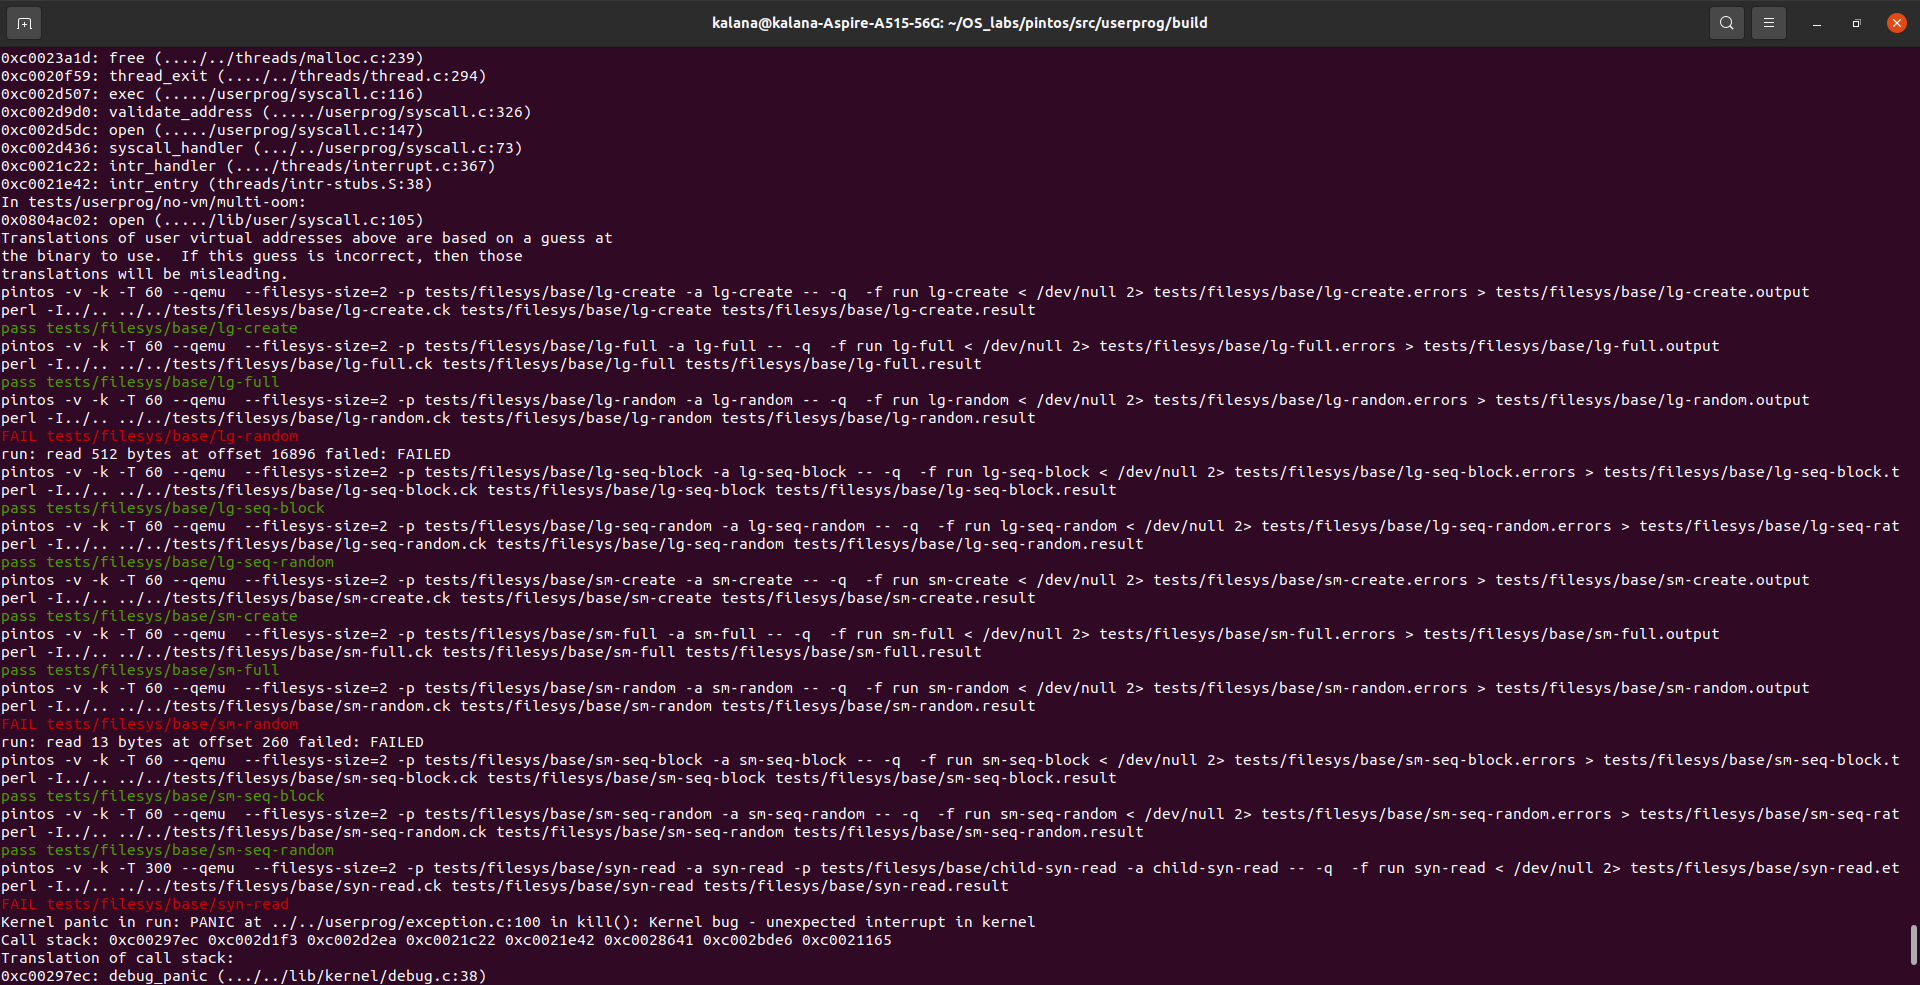 kalana@kalana-Aspire-A515-56G: ~/OS_labs/pintos/src/userprog/build
0xc0023a1d: free (..../../threads/malloc.c:239)
0xc0020f59: thread_exit (..../../threads/thread.c:294)
0xc002d507: exec (...../userprog/syscall.c:116)
0xc002d9d0: validate_address (...../userprog/syscall.c:326)
0xc002d5dc: open (...../userprog/syscall.c:147)
0xc002d436: syscall_handler (.../../userprog/syscall.c:73)
0xc0021c22: intr_handler (..../threads/interrupt.c:367)
0xc0021e42: intr_entry (threads/intr-stubs.S:38)
In tests/userprog/no-vm/multi-oom:
0x0804ac02: open (...../lib/user/syscall.c:105)
Translations of user virtual addresses above are based on a guess at
the binary to use.  If this guess is incorrect, then those
translations will be misleading.
pintos -v -k -T 60 --qemu  --filesys-size=2 -p tests/filesys/base/lg-create -a lg-create -- -q  -f run lg-create < /dev/null 2> tests/filesys/base/lg-create.errors > tests/filesys/base/lg-create.output
perl -I../.. ../../tests/filesys/base/lg-create.ck tests/filesys/base/lg-create tests/filesys/base/lg-create.result
pass tests/filesys/base/lg-create
pintos -v -k -T 60 --qemu  --filesys-size=2 -p tests/filesys/base/lg-full -a lg-full -- -q  -f run lg-full < /dev/null 2> tests/filesys/base/lg-full.errors > tests/filesys/base/lg-full.output
perl -I../.. ../../tests/filesys/base/lg-full.ck tests/filesys/base/lg-full tests/filesys/base/lg-full.result
pass tests/filesys/base/lg-full
pintos -v -k -T 60 --qemu  --filesys-size=2 -p tests/filesys/base/lg-random -a lg-random -- -q  -f run lg-random < /dev/null 2> tests/filesys/base/lg-random.errors > tests/filesys/base/lg-random.output
perl -I../.. ../../tests/filesys/base/lg-random.ck tests/filesys/base/lg-random tests/filesys/base/lg-random.result
FAIL tests/filesys/base/lg-random
run: read 512 bytes at offset 16896 failed: FAILED
pintos -v -k -T 60 --qemu  --filesys-size=2 -p tests/filesys/base/lg-seq-block -a lg-seq-block -- -q  -f run lg-seq-block < /dev/null 2> tests/filesys/base/lg-seq-block.errors > tests/filesys/base/lg-seq-block.t
perl -I../.. ../../tests/filesys/base/lg-seq-block.ck tests/filesys/base/lg-seq-block tests/filesys/base/lg-seq-block.result
pass tests/filesys/base/lg-seq-block
pintos -v -k -T 60 --qemu  --filesys-size=2 -p tests/filesys/base/lg-seq-random -a lg-seq-random -- -q  -f run lg-seq-random < /dev/null 2> tests/filesys/base/lg-seq-random.errors > tests/filesys/base/lg-seq-rat
perl -I../.. ../../tests/filesys/base/lg-seq-random.ck tests/filesys/base/lg-seq-random tests/filesys/base/lg-seq-random.result
pass tests/filesys/base/lg-seq-random
pintos -v -k -T 60 --qemu  --filesys-size=2 -p tests/filesys/base/sm-create -a sm-create -- -q  -f run sm-create < /dev/null 2> tests/filesys/base/sm-create.errors > tests/filesys/base/sm-create.output
perl -I../.. ../../tests/filesys/base/sm-create.ck tests/filesys/base/sm-create tests/filesys/base/sm-create.result
pass tests/filesys/base/sm-create
pintos -v -k -T 60 --qemu  --filesys-size=2 -p tests/filesys/base/sm-full -a sm-full -- -q  -f run sm-full < /dev/null 2> tests/filesys/base/sm-full.errors > tests/filesys/base/sm-full.output
perl -I../.. ../../tests/filesys/base/sm-full.ck tests/filesys/base/sm-full tests/filesys/base/sm-full.result
pass tests/filesys/base/sm-full
pintos -v -k -T 60 --qemu  --filesys-size=2 -p tests/filesys/base/sm-random -a sm-random -- -q  -f run sm-random < /dev/null 2> tests/filesys/base/sm-random.errors > tests/filesys/base/sm-random.output
perl -I../.. ../../tests/filesys/base/sm-random.ck tests/filesys/base/sm-random tests/filesys/base/sm-random.result
FAIL tests/filesys/base/sm-random
run: read 13 bytes at offset 260 failed: FAILED
pintos -v -k -T 60 --qemu  --filesys-size=2 -p tests/filesys/base/sm-seq-block -a sm-seq-block -- -q  -f run sm-seq-block < /dev/null 2> tests/filesys/base/sm-seq-block.errors > tests/filesys/base/sm-seq-block.t
perl -I../.. ../../tests/filesys/base/sm-seq-block.ck tests/filesys/base/sm-seq-block tests/filesys/base/sm-seq-block.result
pass tests/filesys/base/sm-seq-block
pintos -v -k -T 60 --qemu  --filesys-size=2 -p tests/filesys/base/sm-seq-random -a sm-seq-random -- -q  -f run sm-seq-random < /dev/null 2> tests/filesys/base/sm-seq-random.errors > tests/filesys/base/sm-seq-rat
perl -I../.. ../../tests/filesys/base/sm-seq-random.ck tests/filesys/base/sm-seq-random tests/filesys/base/sm-seq-random.result
pass tests/filesys/base/sm-seq-random
pintos -v -k -T 300 --qemu  --filesys-size=2 -p tests/filesys/base/syn-read -a syn-read -p tests/filesys/base/child-syn-read -a child-syn-read -- -q  -f run syn-read < /dev/null 2> tests/filesys/base/syn-read.et
perl -I../.. ../../tests/filesys/base/syn-read.ck tests/filesys/base/syn-read tests/filesys/base/syn-read.result
FAIL tests/filesys/base/syn-read
Kernel panic in run: PANIC at ../../userprog/exception.c:100 in kill(): Kernel bug - unexpected interrupt in kernel
Call stack: 0xc00297ec 0xc002d1f3 0xc002d2ea 0xc0021c22 0xc0021e42 0xc0028641 0xc002bde6 0xc0021165
Translation of call stack:
0xc00297ec: debug_panic (.../../lib/kernel/debug.c:38)